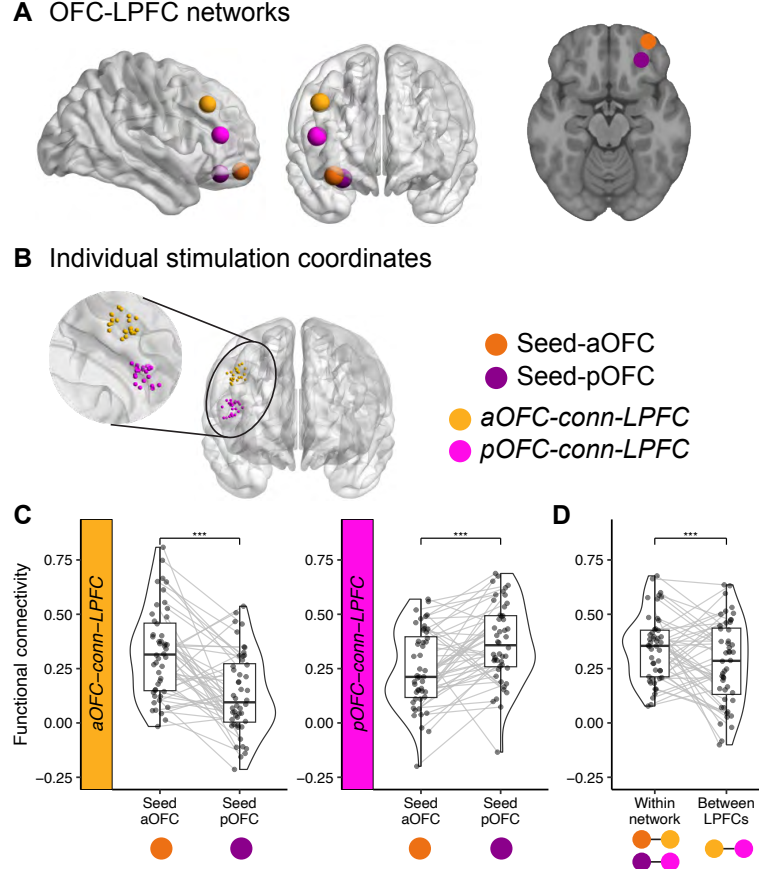 A OFC-LPFC networks
B Individual stimulation coordinates
Seed-aOFC
Seed-pOFC
aOFC-conn-LPFC
pOFC-conn-LPFC
C
D
Functional connectivity
0.75
0.50
0.25
0.00
−0.25
aOFC−conn−LPFC
***
Seed
aOFC
Seed
pOFC
0.75
0.50
0.25
0.00
−0.25
pOFC−conn−LPFC
***
Seed
aOFC
Seed
pOFC
0.75
0.50
0.25
0.00
−0.25
***
Within
network
Between
LPFCs